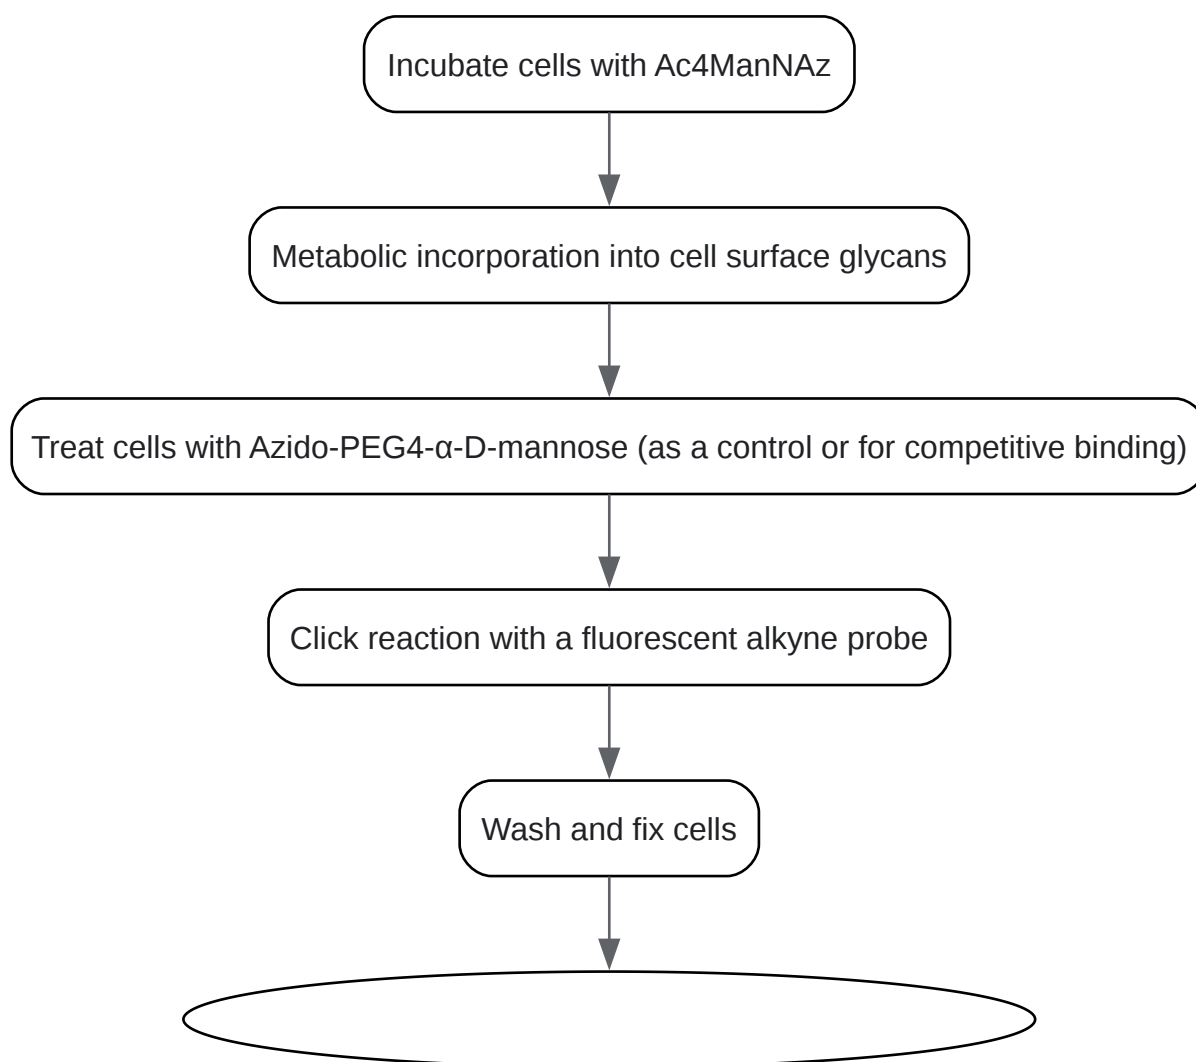 Incubate cells with Ac4ManNAz
Metabolic incorporation into cell surface glycans
Treat cells with Azido-PEG4-α-D-mannose (as a control or for competitive binding)
Click reaction with a fluorescent alkyne probe
Wash and fix cells